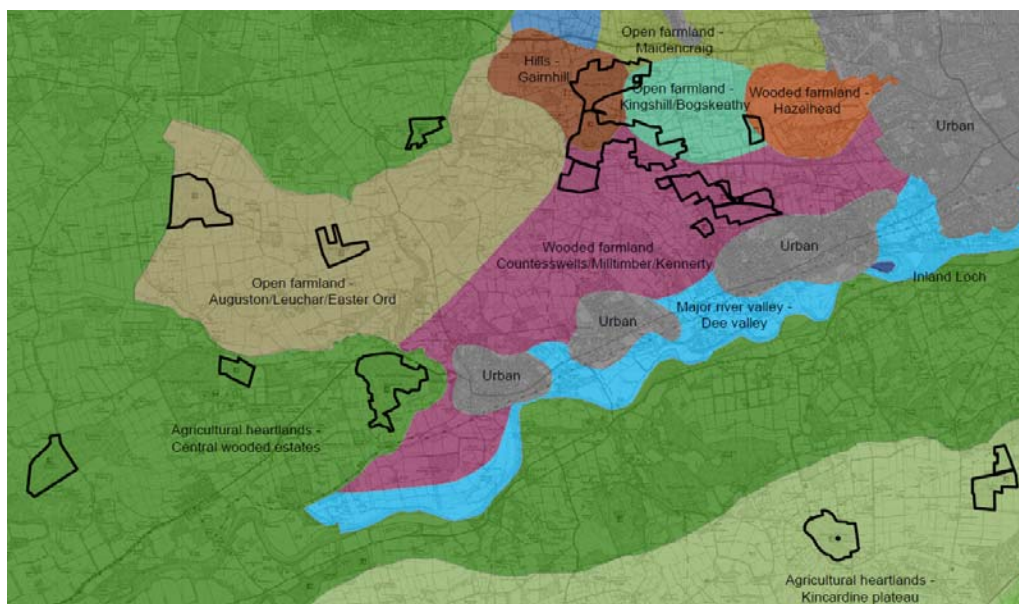 Open farmland -
Maidencraig
Hills -
Gairnhill
Open farmland -
Kingshill/Bogskeathy
Wooded farmland -
Hazelhead
Urban
Wooded farmland
Countesswells/Milltimber/Kennerty
Urban
Inland Loch
Open farmland -
Auguston/Leuchar/Easter Ord
Major river valley -
Dee valley
Urban
Urban
Agricultural heartlands -
Central wooded estates
Agricultural heartlands -
Kincardine plateau